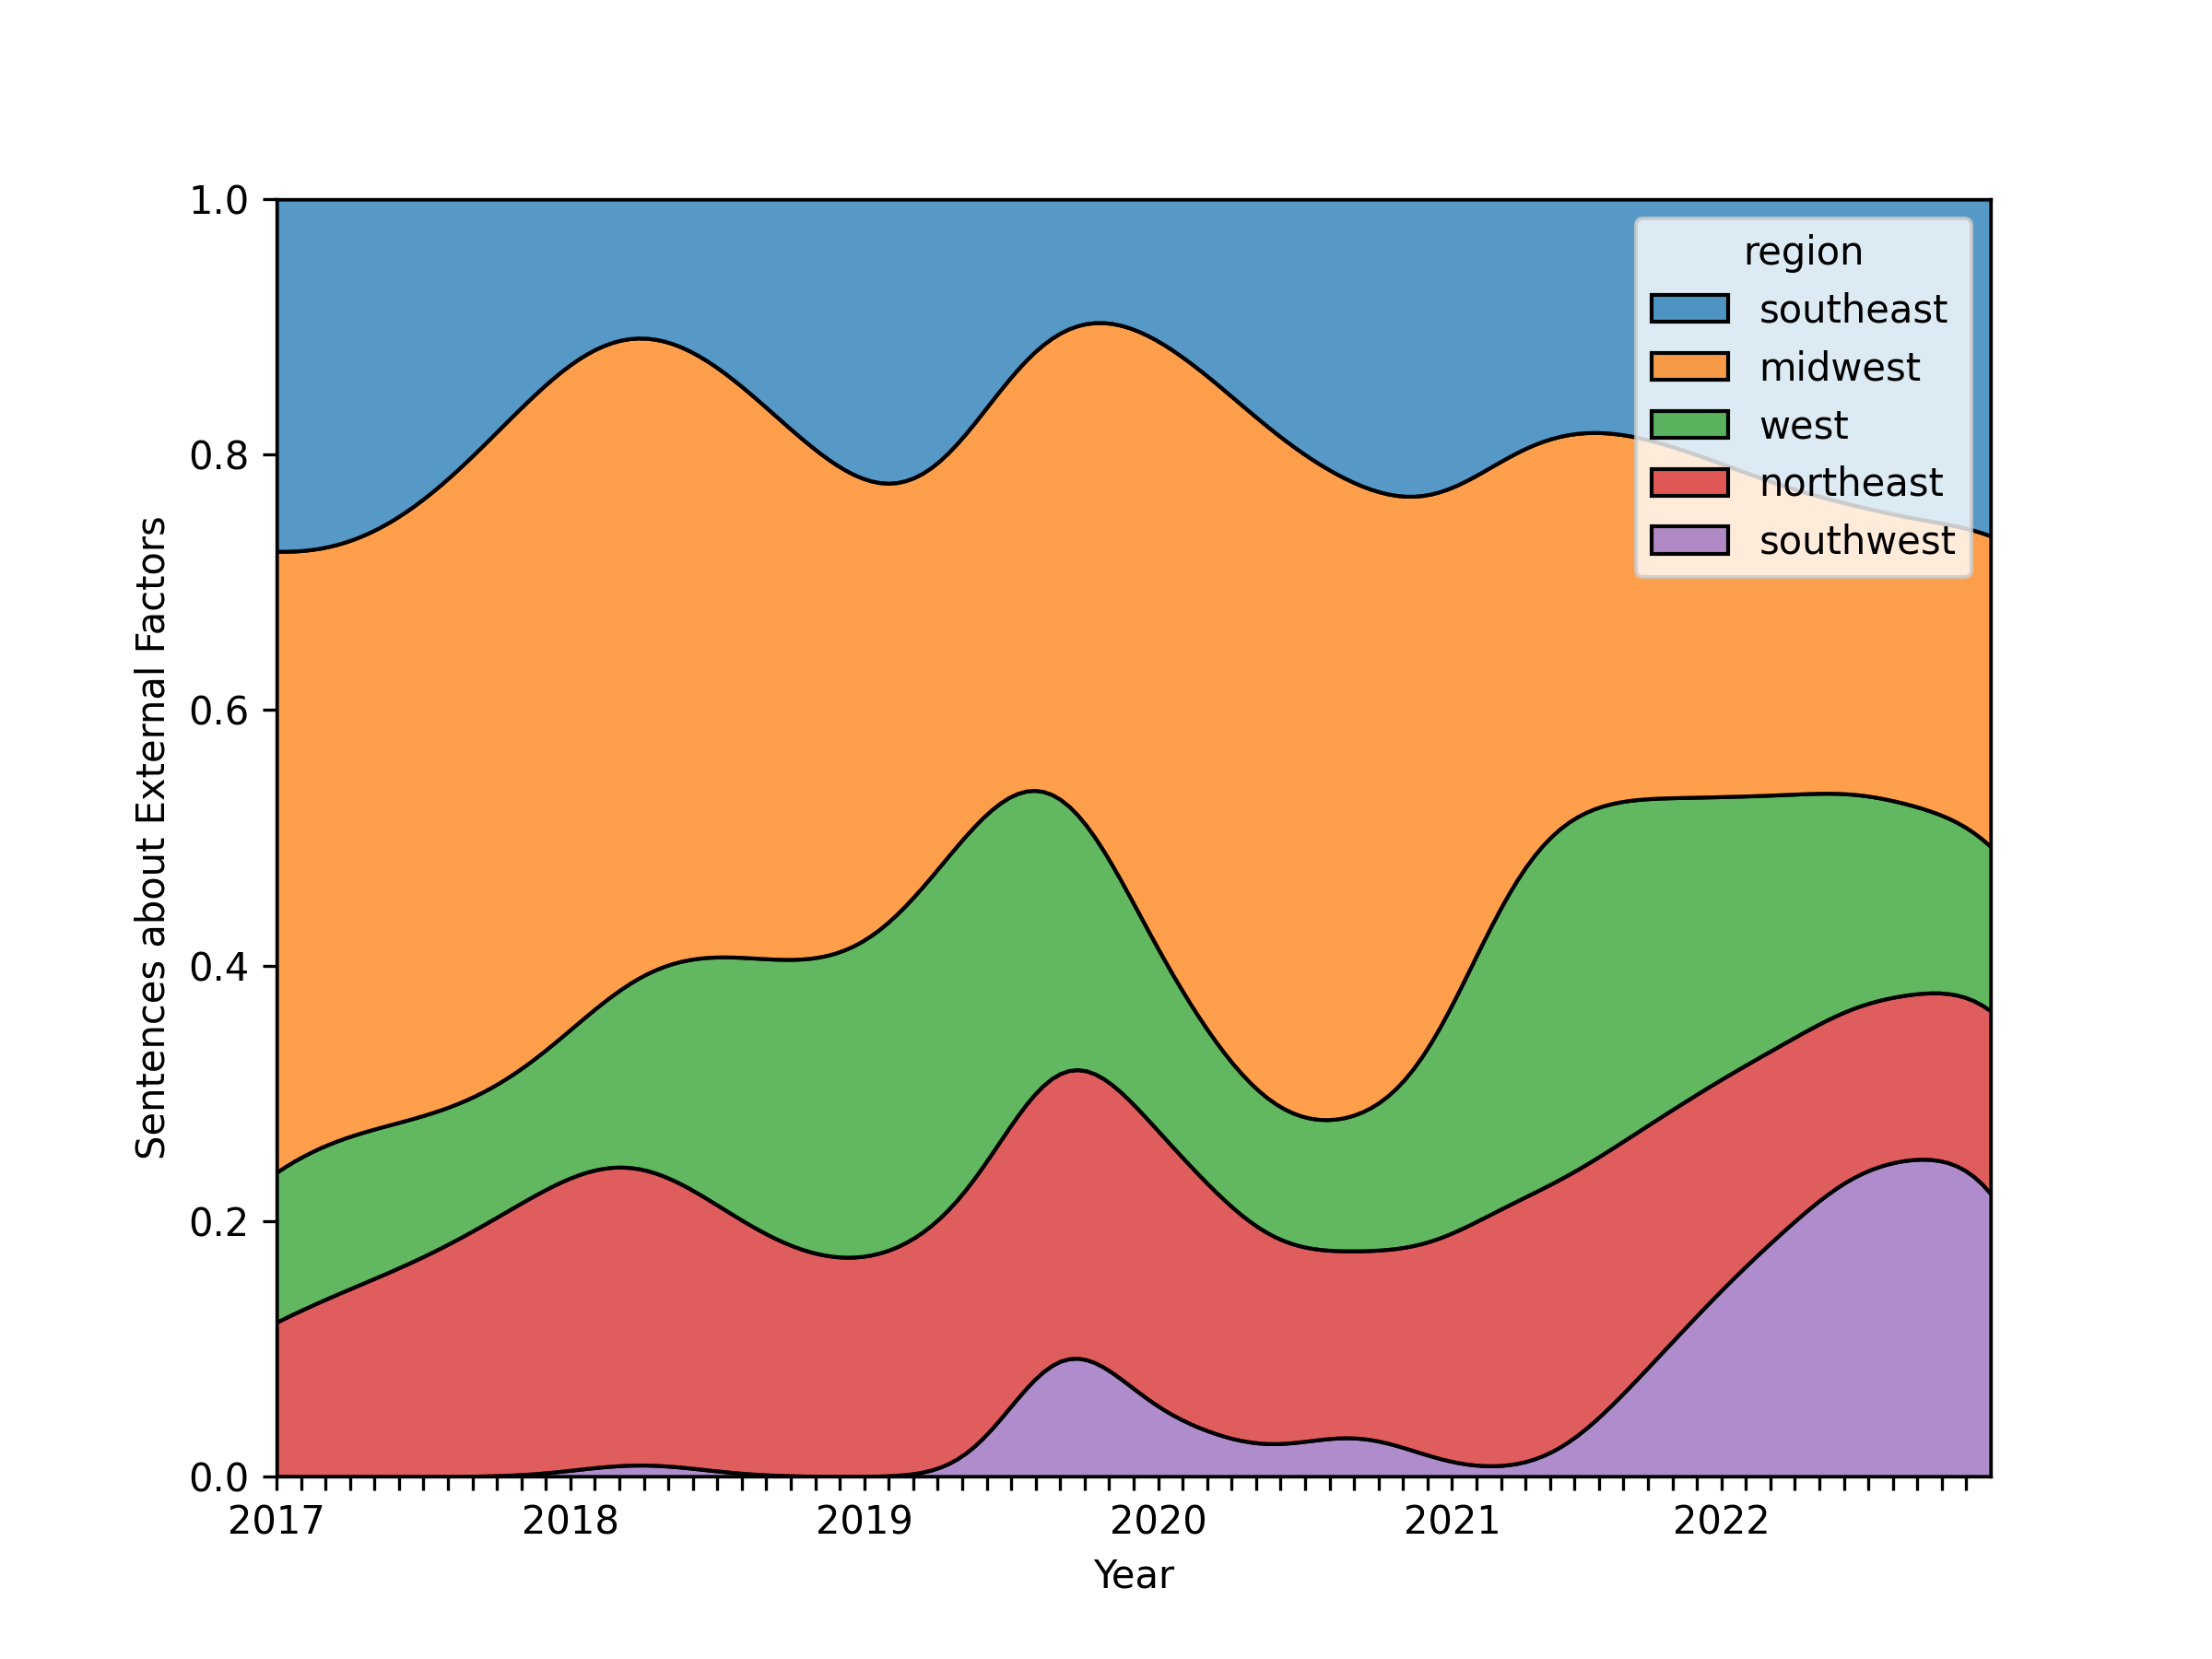 1.0
0.8
0.6
0.4
0.2
0.0
Sentences about External Factors
region
southeast
midwest
west
northeast
southwest
2017 2018 2019 2020 2021 2022
Year